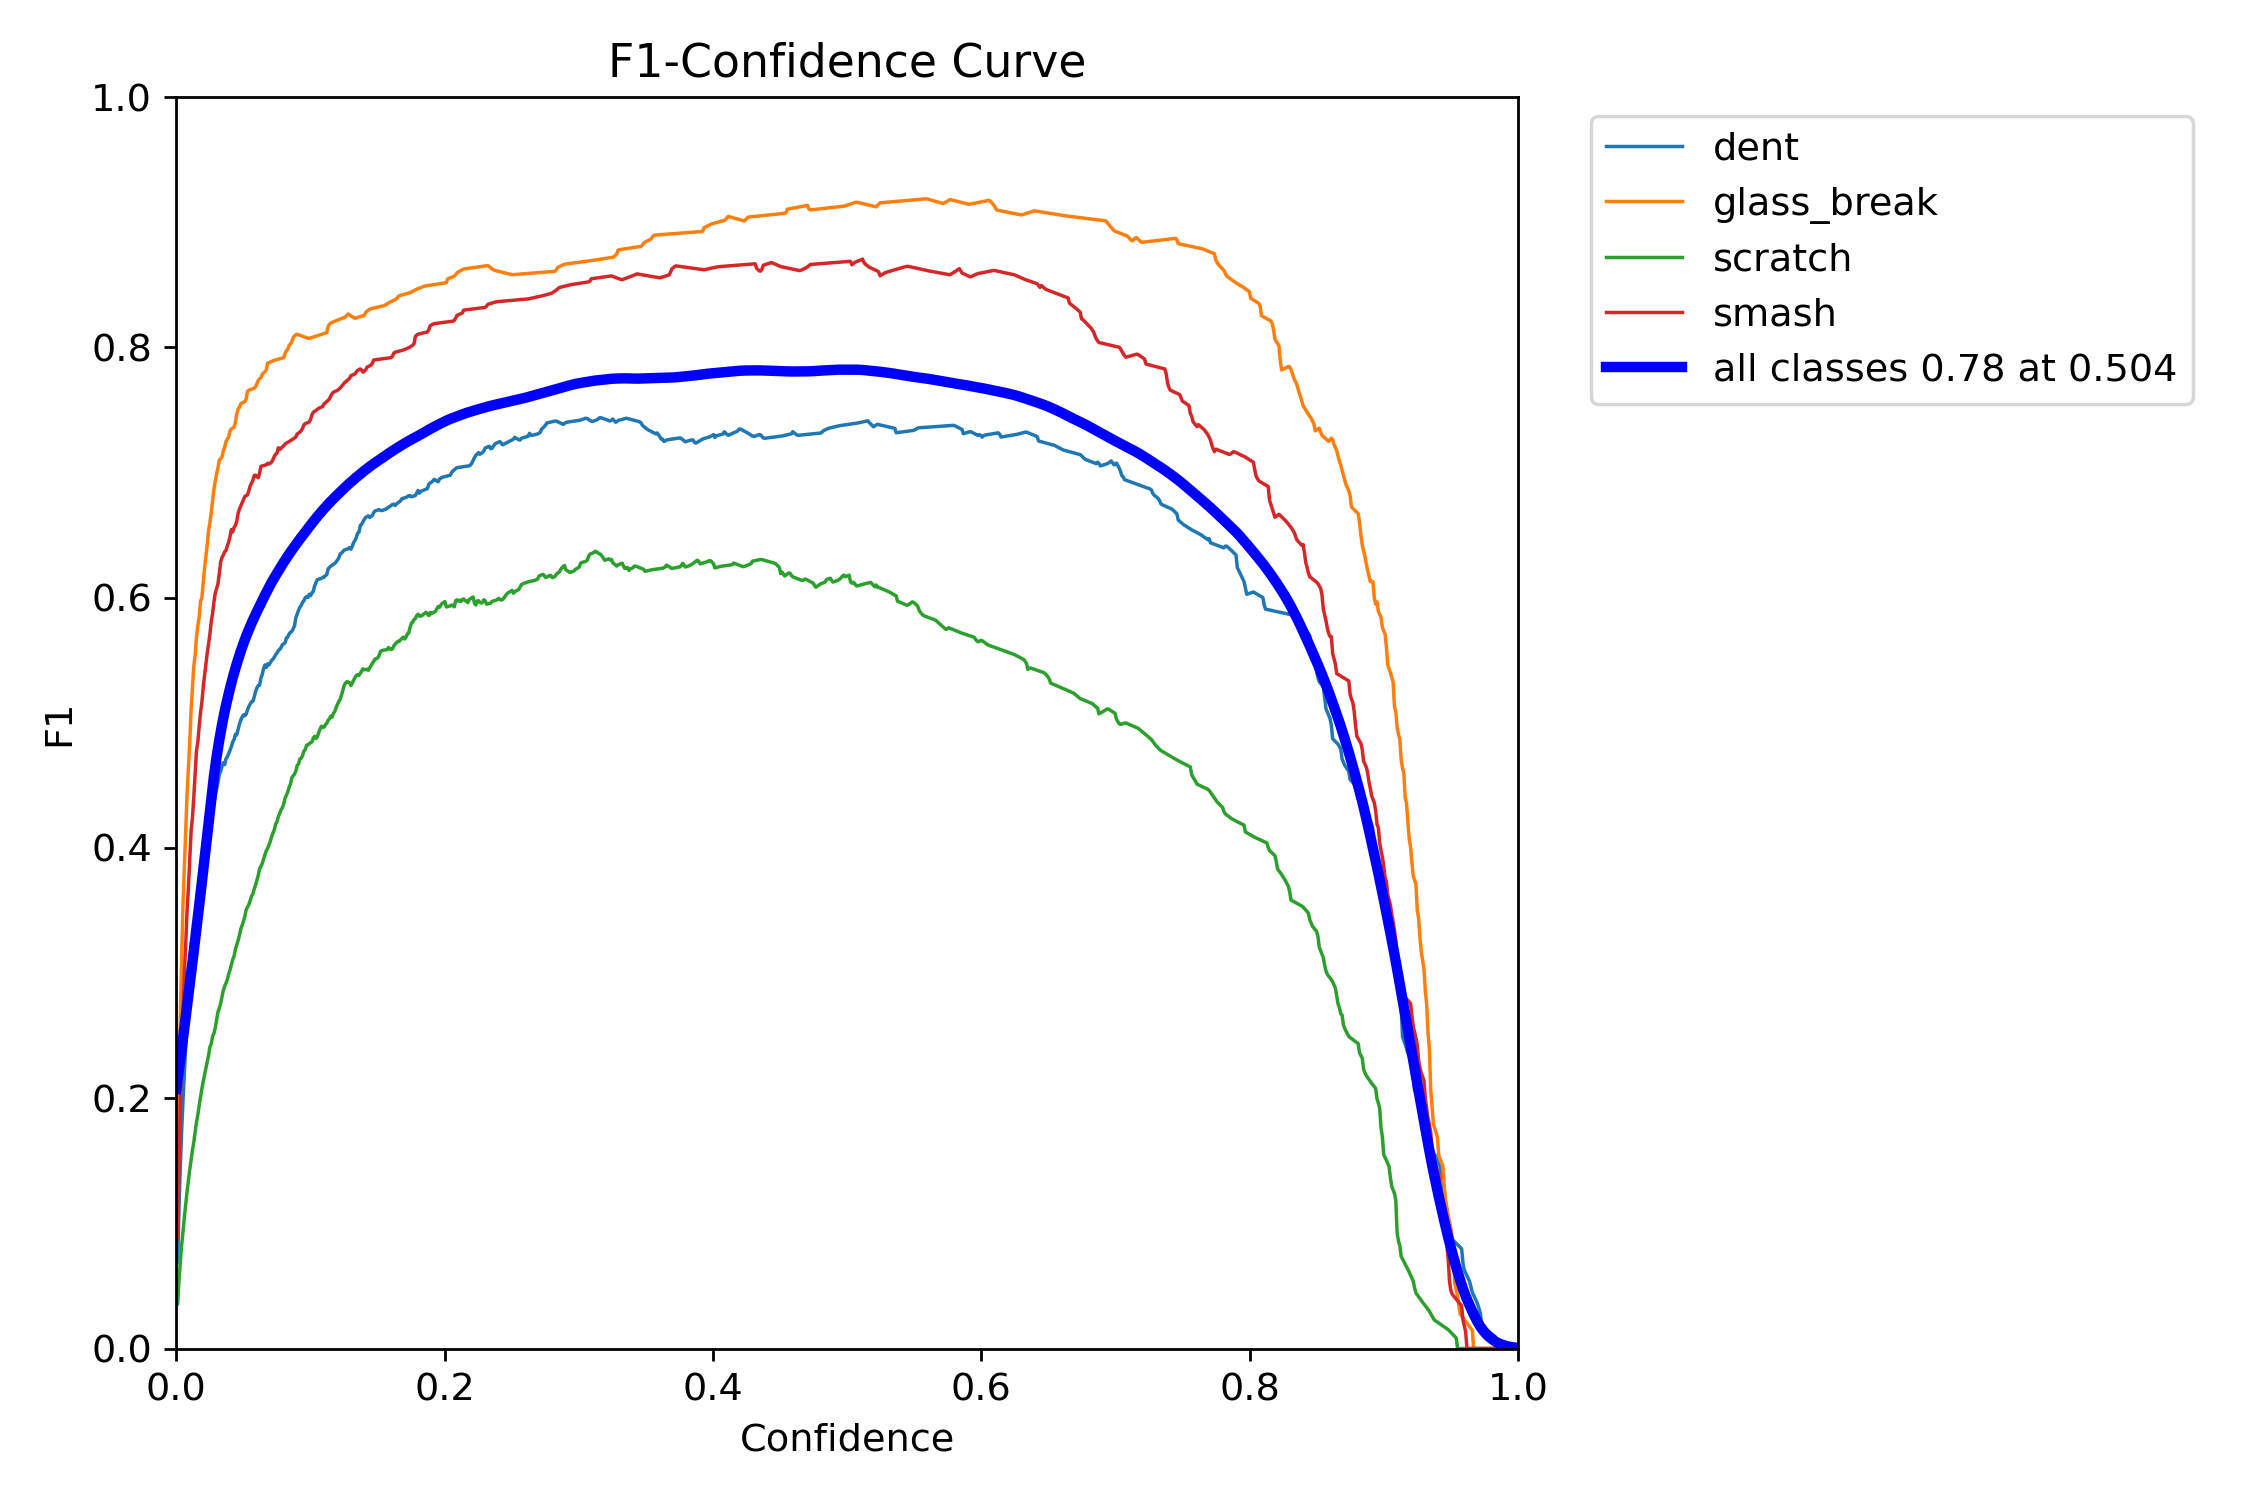 F1-Confidence Curve
1.0
0.8
0.6
0.4
0.2
0.0
F1
0.0 0.2 0.4 0.6 0.8 1.0
Confidence
dent
glass_break
scratch
smash
all classes 0.78 at 0.504